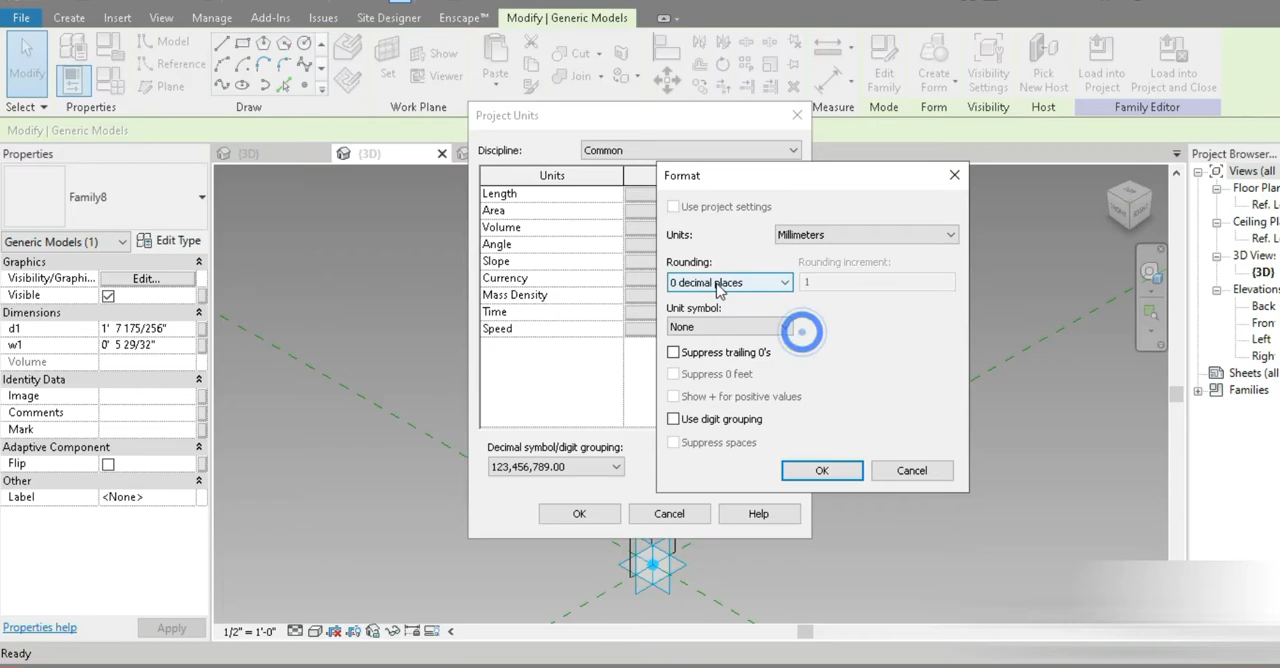 File Create Insert View Manage Add-Ins Issues Site Designer Enscape™ Modify | Generic Models
Modify
Model
Reference
Plane
Set
Show
Viewer
Paste
Cut
Join
Edit
Family
Create
Form
Visibility
Settings
Pick
New Host
Load into
Project
Load into
Project and Close
Select Properties Draw Work Plane Measure Mode Form Visibility Host Family Editor
Modify | Generic Models
Properties
{3D}
{3D}
Project Browser...
Family8
Generic Models (1)
Edit Type
Graphics
Visibility/Graphi... Edit...
Visible
Dimensions
d1 1' 7 175/256"
w1 0' 5 29/32"
Volume
Identity Data
Image
Comments
Mark
Adaptive Component
Flip
Other
Label <None>
Properties help
Apply
Project Units
Discipline: Common
Units
Length
Area
Volume
Angle
Slope
Currency
Mass Density
Time
Speed
Decimal symbol/digit grouping:
123,456,789.00
OK Cancel Help
Format
Use project settings
Units: Millimeters
Rounding: Rounding increment:
0 decimal places 1
Unit symbol:
None
Suppress trailing 0's
Suppress 0 feet
Show + for positive values
Use digit grouping
Suppress spaces
OK Cancel
TOP
Views (all
Floor Plan
Ref. L
Ceiling Pl
Ref. L
3D Views
{3D}
Elevations
Back
Front
Left
Righ
Sheets (all
Families
1/2" = 1'-0"
Ready